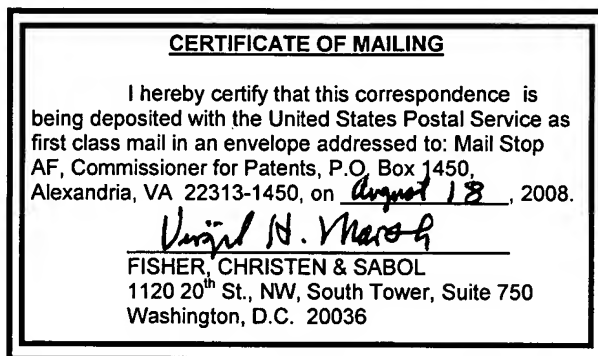 CERTIFICATE OF MAILING
I hereby certify that this correspondence is
being deposited with the United States Postal Service as
first class mail in an envelope addressed to: Mail Stop
AF, Commissioner for Patents, P.O. Box 1450,
Alexandria, VA 22313-1450, on August 18, 2008.
Virgil H. Marsh
FISHER, CHRISTEN & SABOL
1120 20th St., NW, South Tower, Suite 750
Washington, D.C. 20036